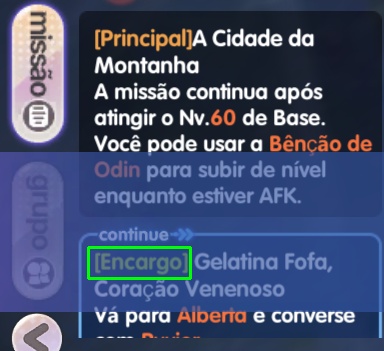 missão
[Principal]A Cidade da
Montanha
A missão continua após
atingir o Nv.60 de Base.
Você pode usar a Bênção de
Odin para subir de nível
enquanto estiver AFK.
grupo
continue
[Encargo] Gelatina Fofa,
Coração Venenoso
Vá para Alberta e converse
com